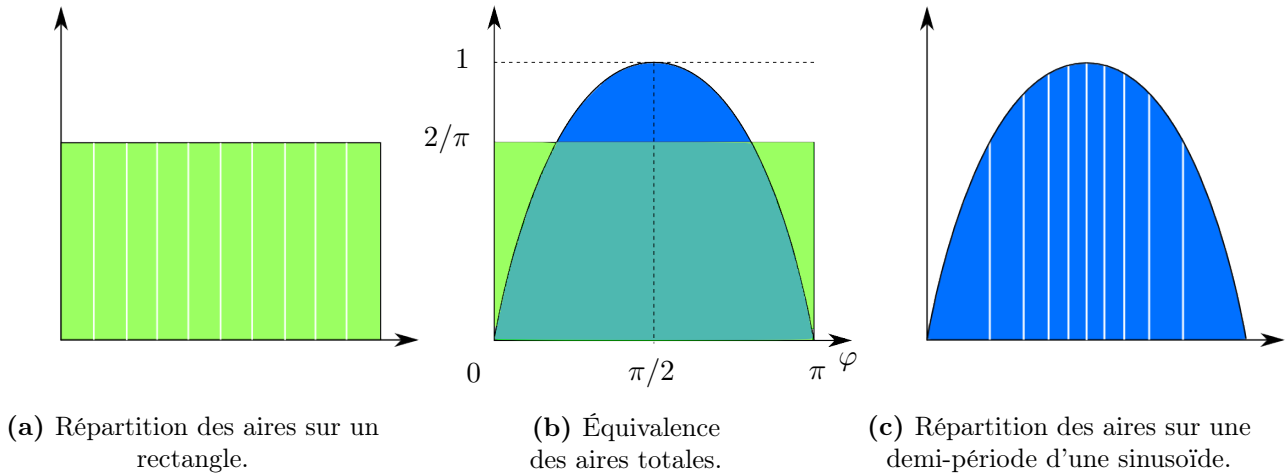 1
2/π
0
π/2
π
φ
(a) Répartition des aires sur un
rectangle.
(b) Équivalence
des aires totales.
(c) Répartition des aires sur une
demi-période d'une sinusoïde.